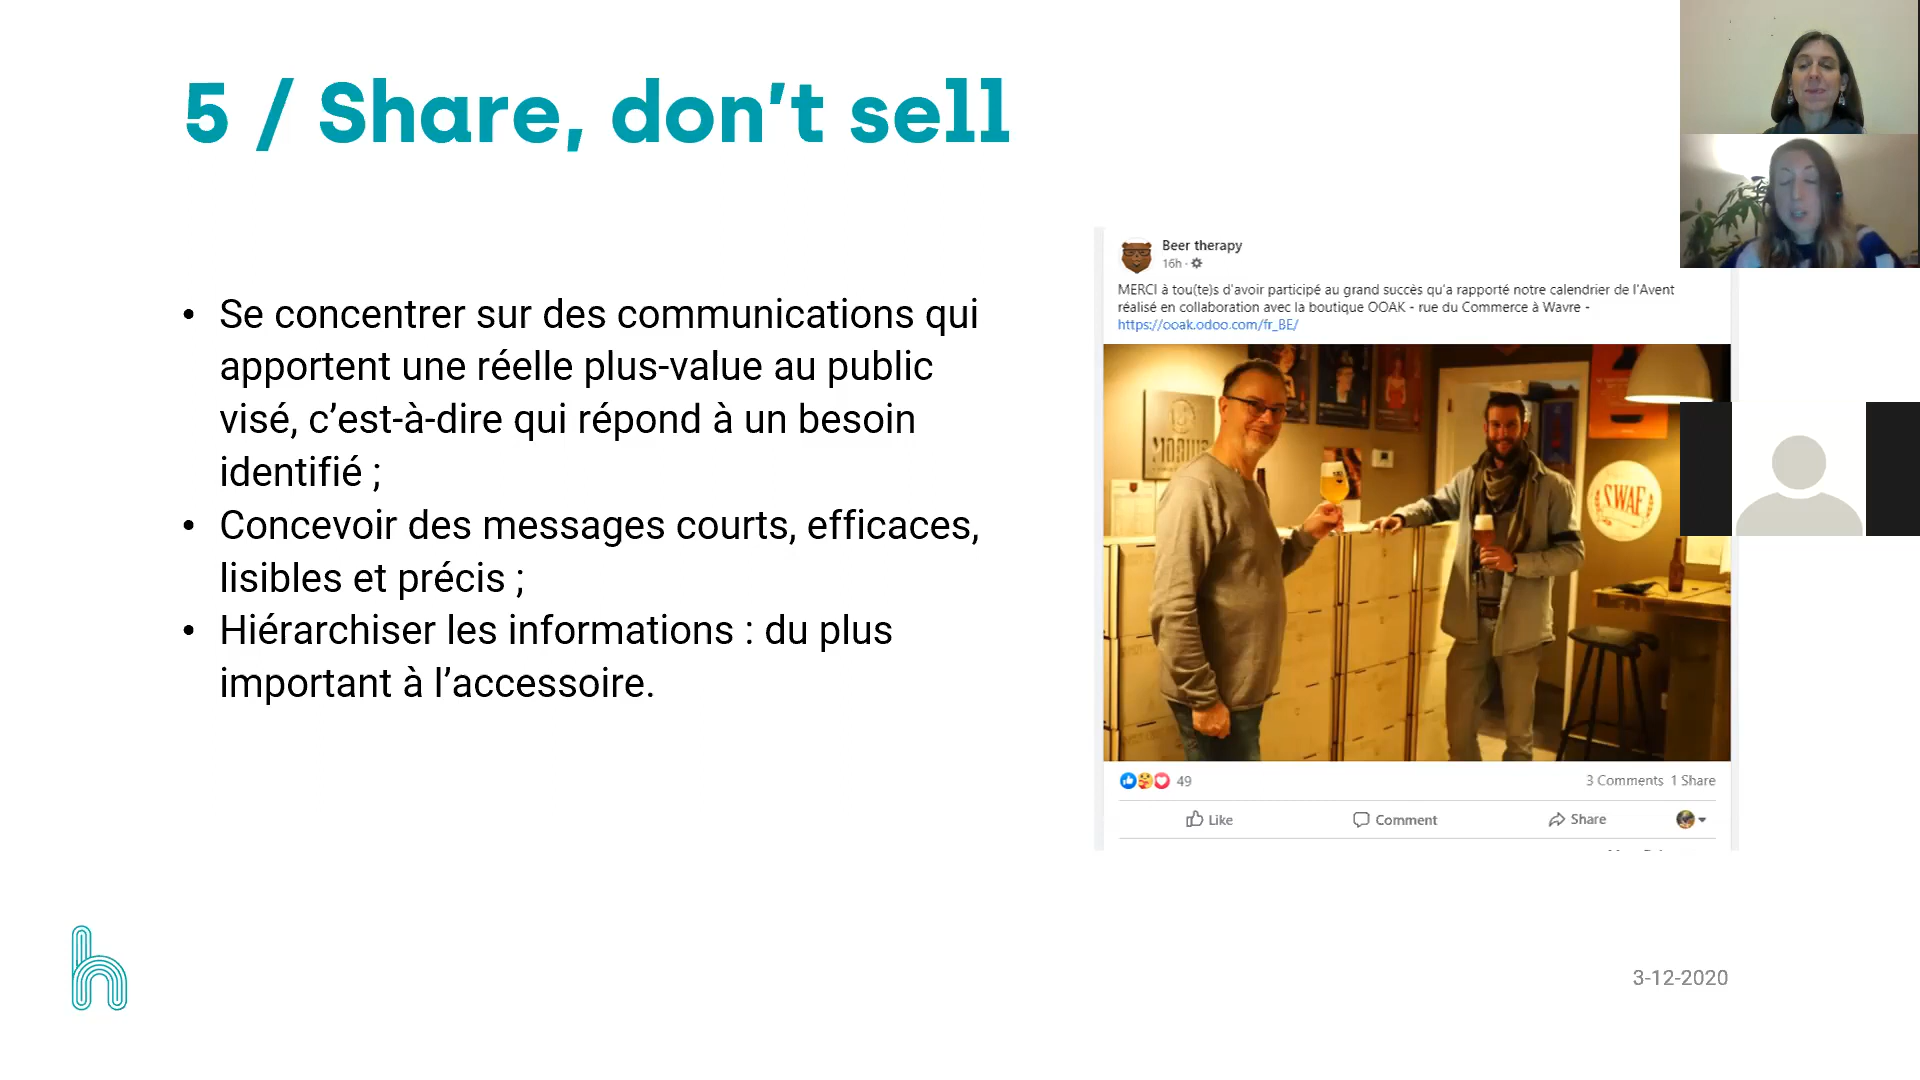 5 / Share, don't sell
• Se concentrer sur des communications qui
apportent une réelle plus-value au public
visé, c'est-à-dire qui répond à un besoin
identifié ;
• Concevoir des messages courts, efficaces,
lisibles et précis ;
• Hiérarchiser les informations : du plus
important à l'accessoire.
Beer therapy
16h ·
MERCI à tou(te)s d'avoir participé au grand succès qu'a rapporté notre calendrier de l'Avent
réalisé en collaboration avec la boutique OOAK - rue du Commerce à Wavre -
https://ooak.odoo.com/fr_BE/
SWAF
49
3 Comments 1 Share
Like
Comment
Share
3-12-2020